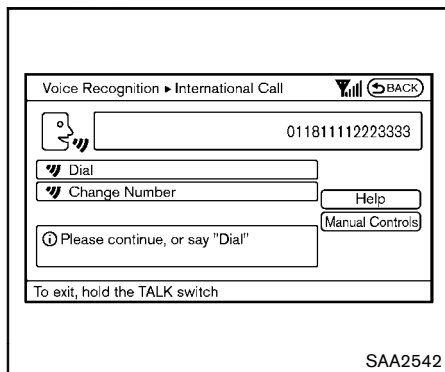 Voice Recognition ▸ International Call BACK
011811112223333
Dial
Change Number
Help
Manual Controls
Please continue, or say "Dial"
To exit, hold the TALK switch
SAA2542